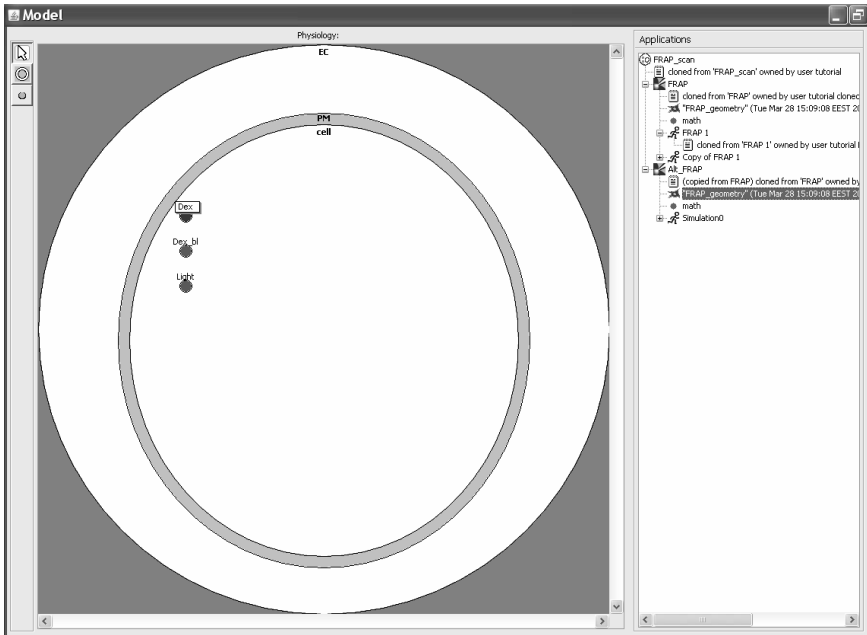 Model
Physiology:
EC
PM
cell
Dex
Dex_bl
Light
Applications
FRAP_scan
cloned from 'FRAP_scan' owned by user tutorial
FRAP
cloned from 'FRAP' owned by user tutorial cloned
"FRAP_geometry" (Tue Mar 28 15:09:08 EEST 20
math
FRAP 1
cloned from 'FRAP 1' owned by user tutorial
Copy of FRAP 1
Alt_FRAP
(copied from FRAP) cloned from 'FRAP' owned by
"FRAP_geometry" (Tue Mar 28 15:09:08 EEST 20
math
Simulation0